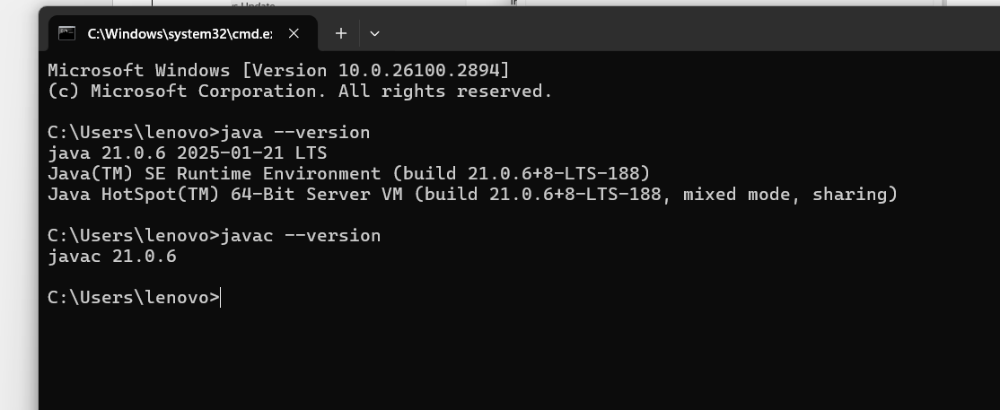 C:\Windows\system32\cmd.e
Microsoft Windows [Version 10.0.26100.2894]
(c) Microsoft Corporation. All rights reserved.
C:\Users\lenovo>java --version
java 21.0.6 2025-01-21 LTS
Java(TM) SE Runtime Environment (build 21.0.6+8-LTS-188)
Java HotSpot(TM) 64-Bit Server VM (build 21.0.6+8-LTS-188, mixed mode, sharing)
C:\Users\lenovo>javac --version
javac 21.0.6
C:\Users\lenovo>